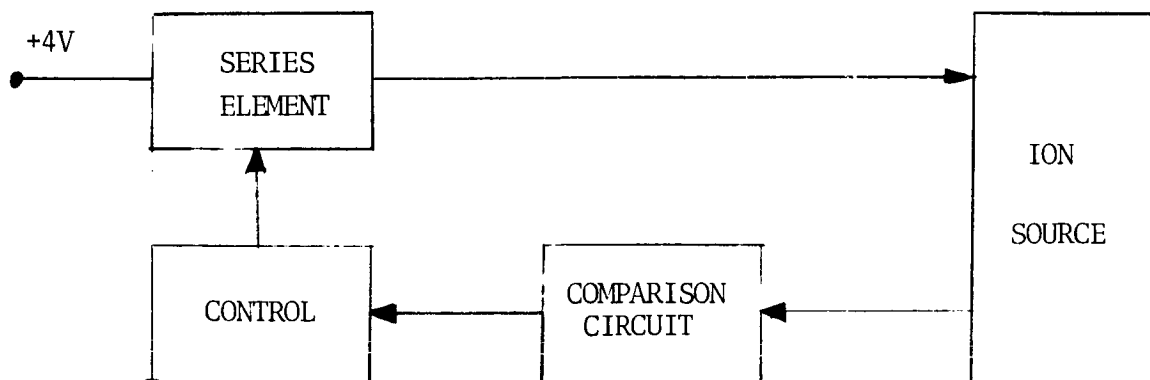 +4V
SERIES
ELEMENT
ION
SOURCE
CONTROL
COMPARISON
CIRCUIT